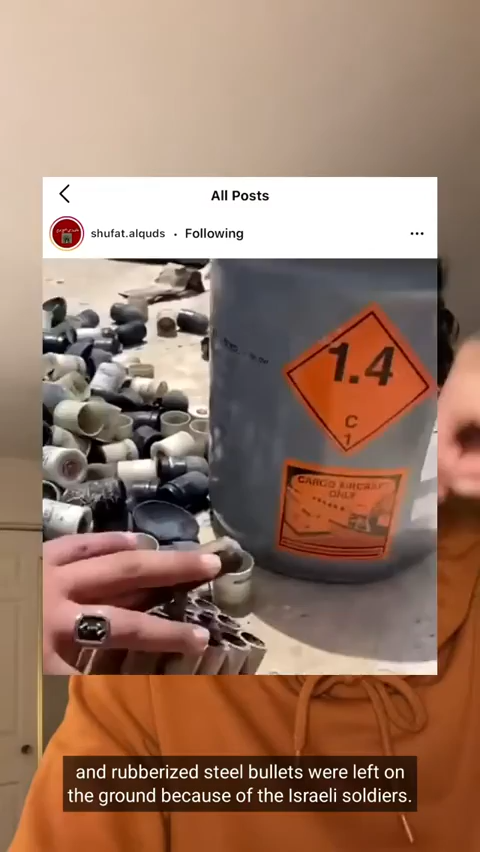 All Posts
shufat.alquds • Following
1.4
C
1
CARGO AIRCRAFT
ONLY
and rubberized steel bullets were left on
the ground because of the Israeli soldiers.